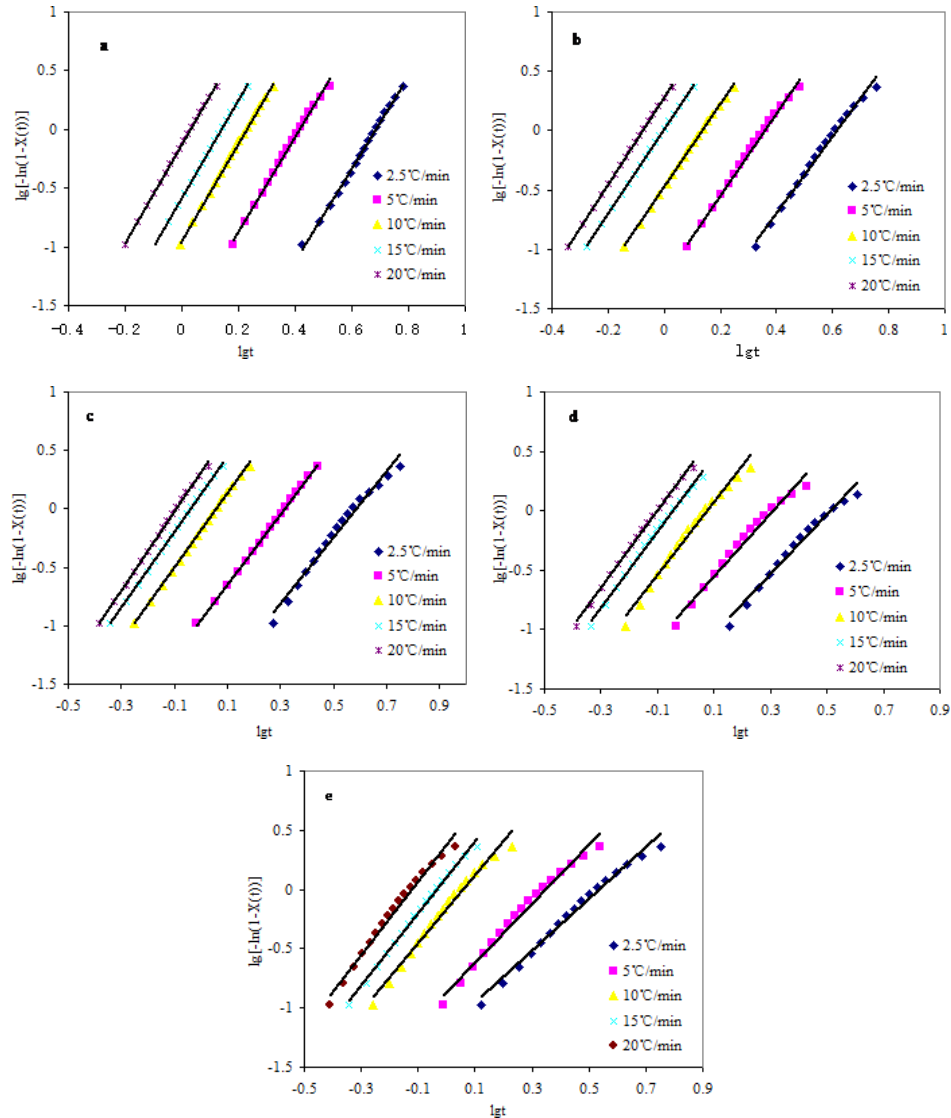 a
lg[-ln(1-X(t))]
1
0.5
0
-0.5
-1
-1.5
-0.4 -0.2 0 0.2 0.4 0.6 0.8 1
lgt
2.5℃/min
5℃/min
10℃/min
15℃/min
20℃/min
b
lg[-ln(1-X(t))]
1
0.5
0
-0.5
-1
-1.5
-0.4 -0.2 0 0.2 0.4 0.6 0.8 1
lgt
2.5℃/min
5℃/min
10℃/min
15℃/min
20℃/min
c
lg[-ln(1-X(t))]
1
0.5
0
-0.5
-1
-1.5
-0.5 -0.3 -0.1 0.1 0.3 0.5 0.7 0.9
lgt
2.5℃/min
5℃/min
10℃/min
15℃/min
20℃/min
d
lg[-ln(1-X(t))]
1
0.5
0
-0.5
-1
-1.5
-0.5 -0.3 -0.1 0.1 0.3 0.5 0.7 0.9
lgt
2.5℃/min
5℃/min
10℃/min
15℃/min
20℃/min
e
lg[-ln(1-X(t))]
1
0.5
0
-0.5
-1
-1.5
-0.5 -0.3 -0.1 0.1 0.3 0.5 0.7 0.9
lgt
2.5℃/min
5℃/min
10℃/min
15℃/min
20℃/min